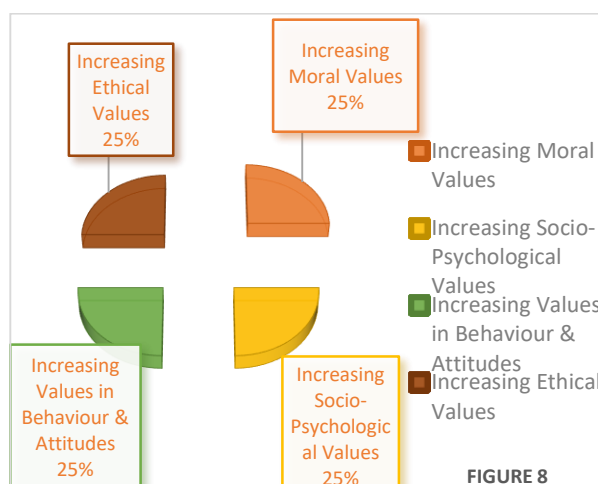 Increasing
Ethical
Values
25%
Increasing
Moral Values
25%
Increasing
Values in
Behaviour &
Attitudes
25%
Increasing
Socio-
Psychologic
al Values
25%
Increasing Moral
Values
Increasing Socio-
Psychological
Values
Increasing Values
in Behaviour &
Attitudes
Increasing Ethical
Values
FIGURE 8